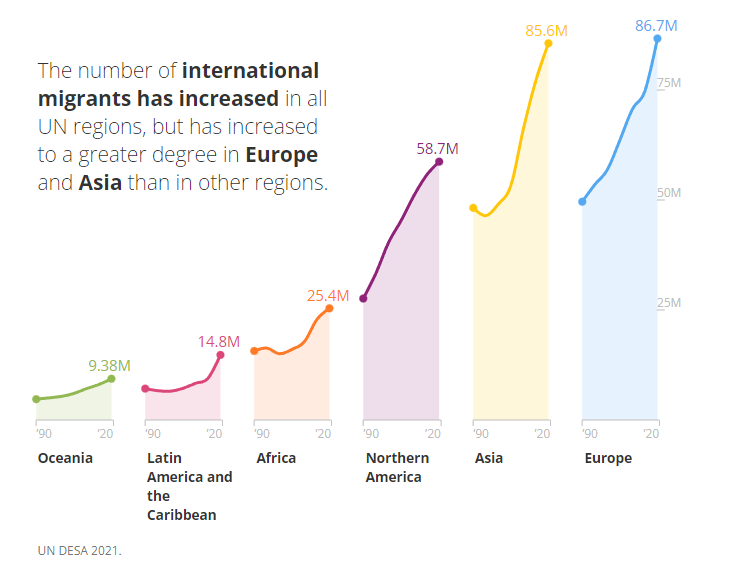 The number of international
migrants has increased in all
UN regions, but has increased
to a greater degree in Europe
and Asia than in other regions.
9.38M
14.8M
25.4M
58.7M
85.6M
86.7M
75M
50M
25M
'90 '20
'90 '20
'90 '20
'90 '20
'90 '20
'90 '20
Oceania
Latin
America and
the
Caribbean
Africa
Northern
America
Asia
Europe
UN DESA 2021.